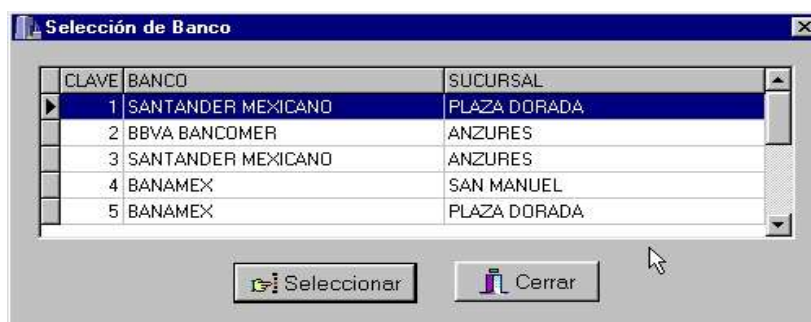 Selección de Banco
CLAVE BANCO SUCURSAL
1 SANTANDER MEXICANO PLAZA DORADA
2 BBVA BANCOMER ANZURES
3 SANTANDER MEXICANO ANZURES
4 BANAMEX SAN MANUEL
5 BANAMEX PLAZA DORADA
Seleccionar Cerrar